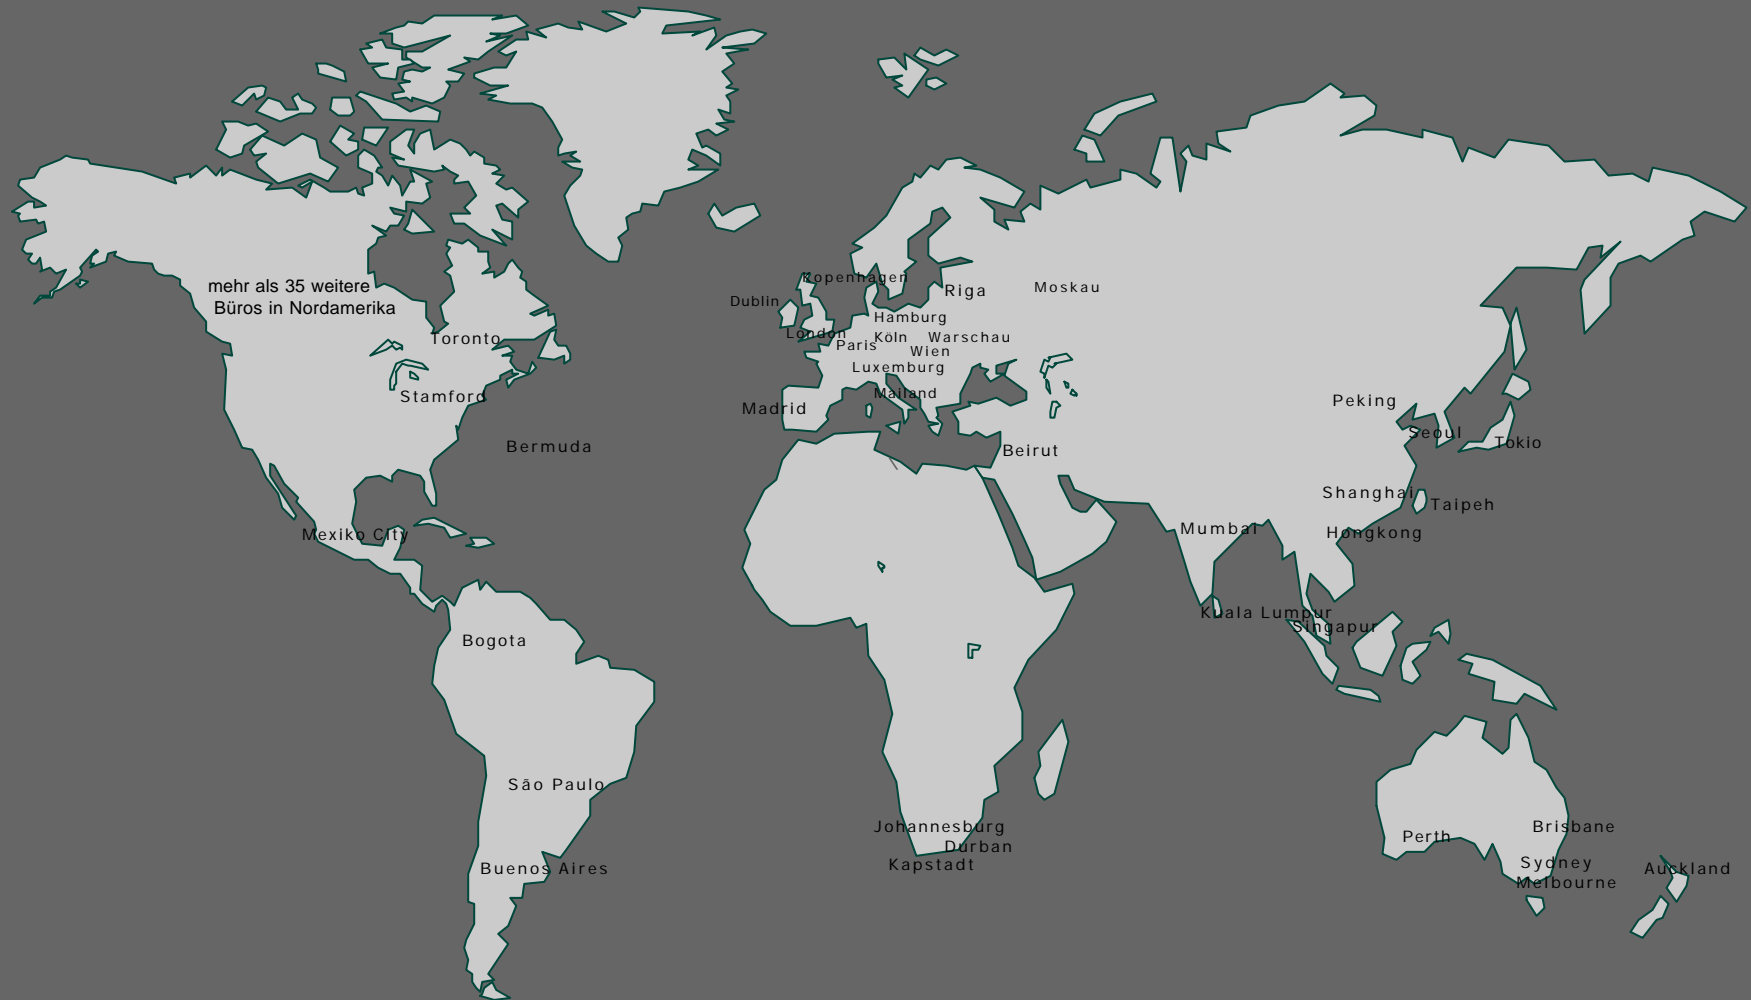 Kopenhagen
mehr als 35 weitere
Büros in Nordamerika
Dublin
Riga
Moskau
Hamburg
Toronto
London
Paris
Köln
Warschau
Wien
Luxemburg
Stamford
Madrid
Mailand
Peking
Bermuda
Beirut
Seoul
Tokio
Shanghai
Taipeh
Mexiko City
Mumbai
Hongkong
Kuala Lumpur
Singapur
Bogota
São Paulo
Johannesburg
Durban
Kapstadt
Perth
Brisbane
Buenos Aires
Sydney
Melbourne
Auckland